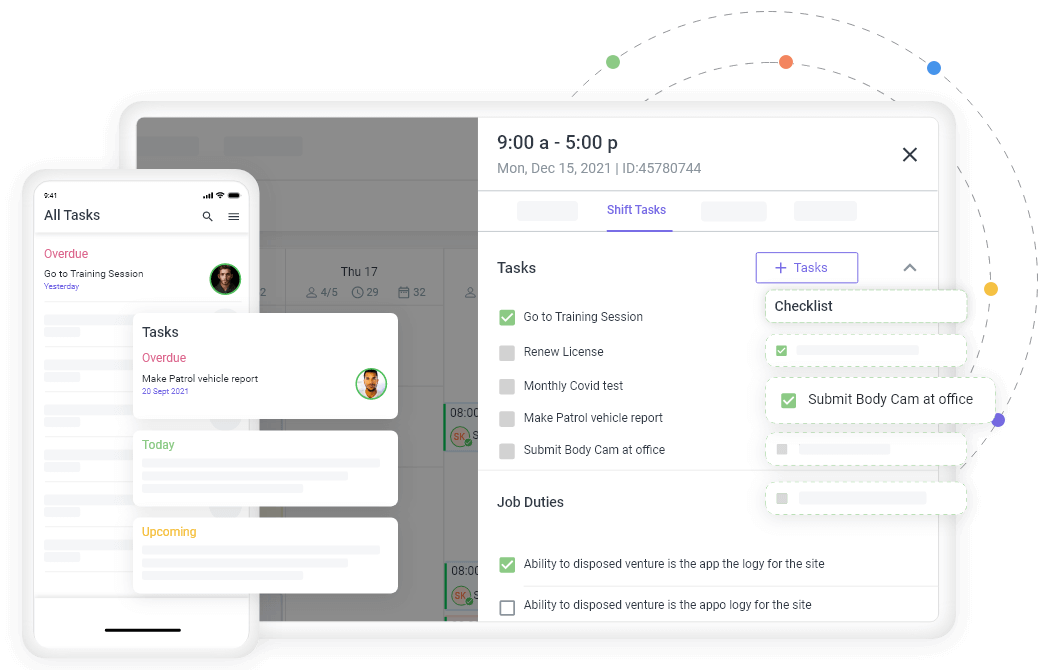 9:41
All Tasks
Overdue
Go to Training Session
Yesterday
Tasks
Overdue
Make Patrol vehicle report
20 Sept 2021
Today
Upcoming
2
Thu 17
4/5 29 32
08:00
SK S
08:00
SK S
9:00 a - 5:00 p
Mon, Dec 15, 2021 | ID:45780744
Shift Tasks
Tasks
+ Tasks
Go to Training Session
Renew License
Monthly Covid test
Make Patrol vehicle report
Submit Body Cam at office
Checklist
Submit Body Cam at office
Job Duties
Ability to disposed venture is the app the logy for the site
Ability to disposed venture is the appo logy for the site